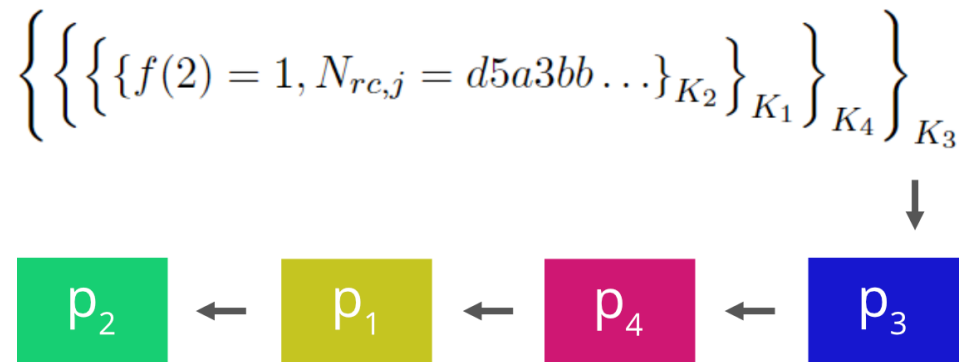 {{{{f(2) = 1, N_{rc,j} = d5a3bb ...}_{K_2}}_{K_1}}_{K_4}}_{K_3}
p_2 p_1 p_4 p_3